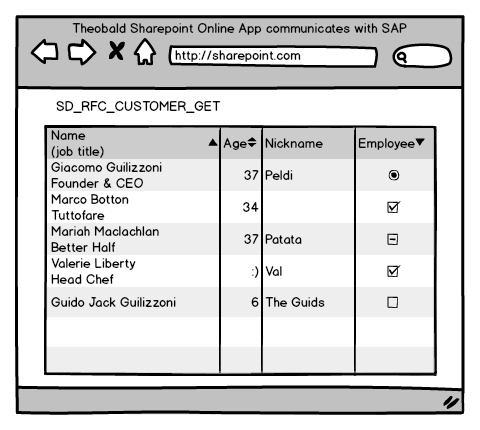 Theobald Sharepoint Online App communicates with SAP
http://sharepoint.com
SD_RFC_CUSTOMER_GET
Name
(job title) Age Nickname Employee
Giacomo Guilizzoni
Founder & CEO 37 Peldi
Marco Botton
Tuttofare 34
Mariah Maclachlan
Better Half 37 Patata
Valerie Liberty
Head Chef :) Val
Guido Jack Guilizzoni 6 The Guids